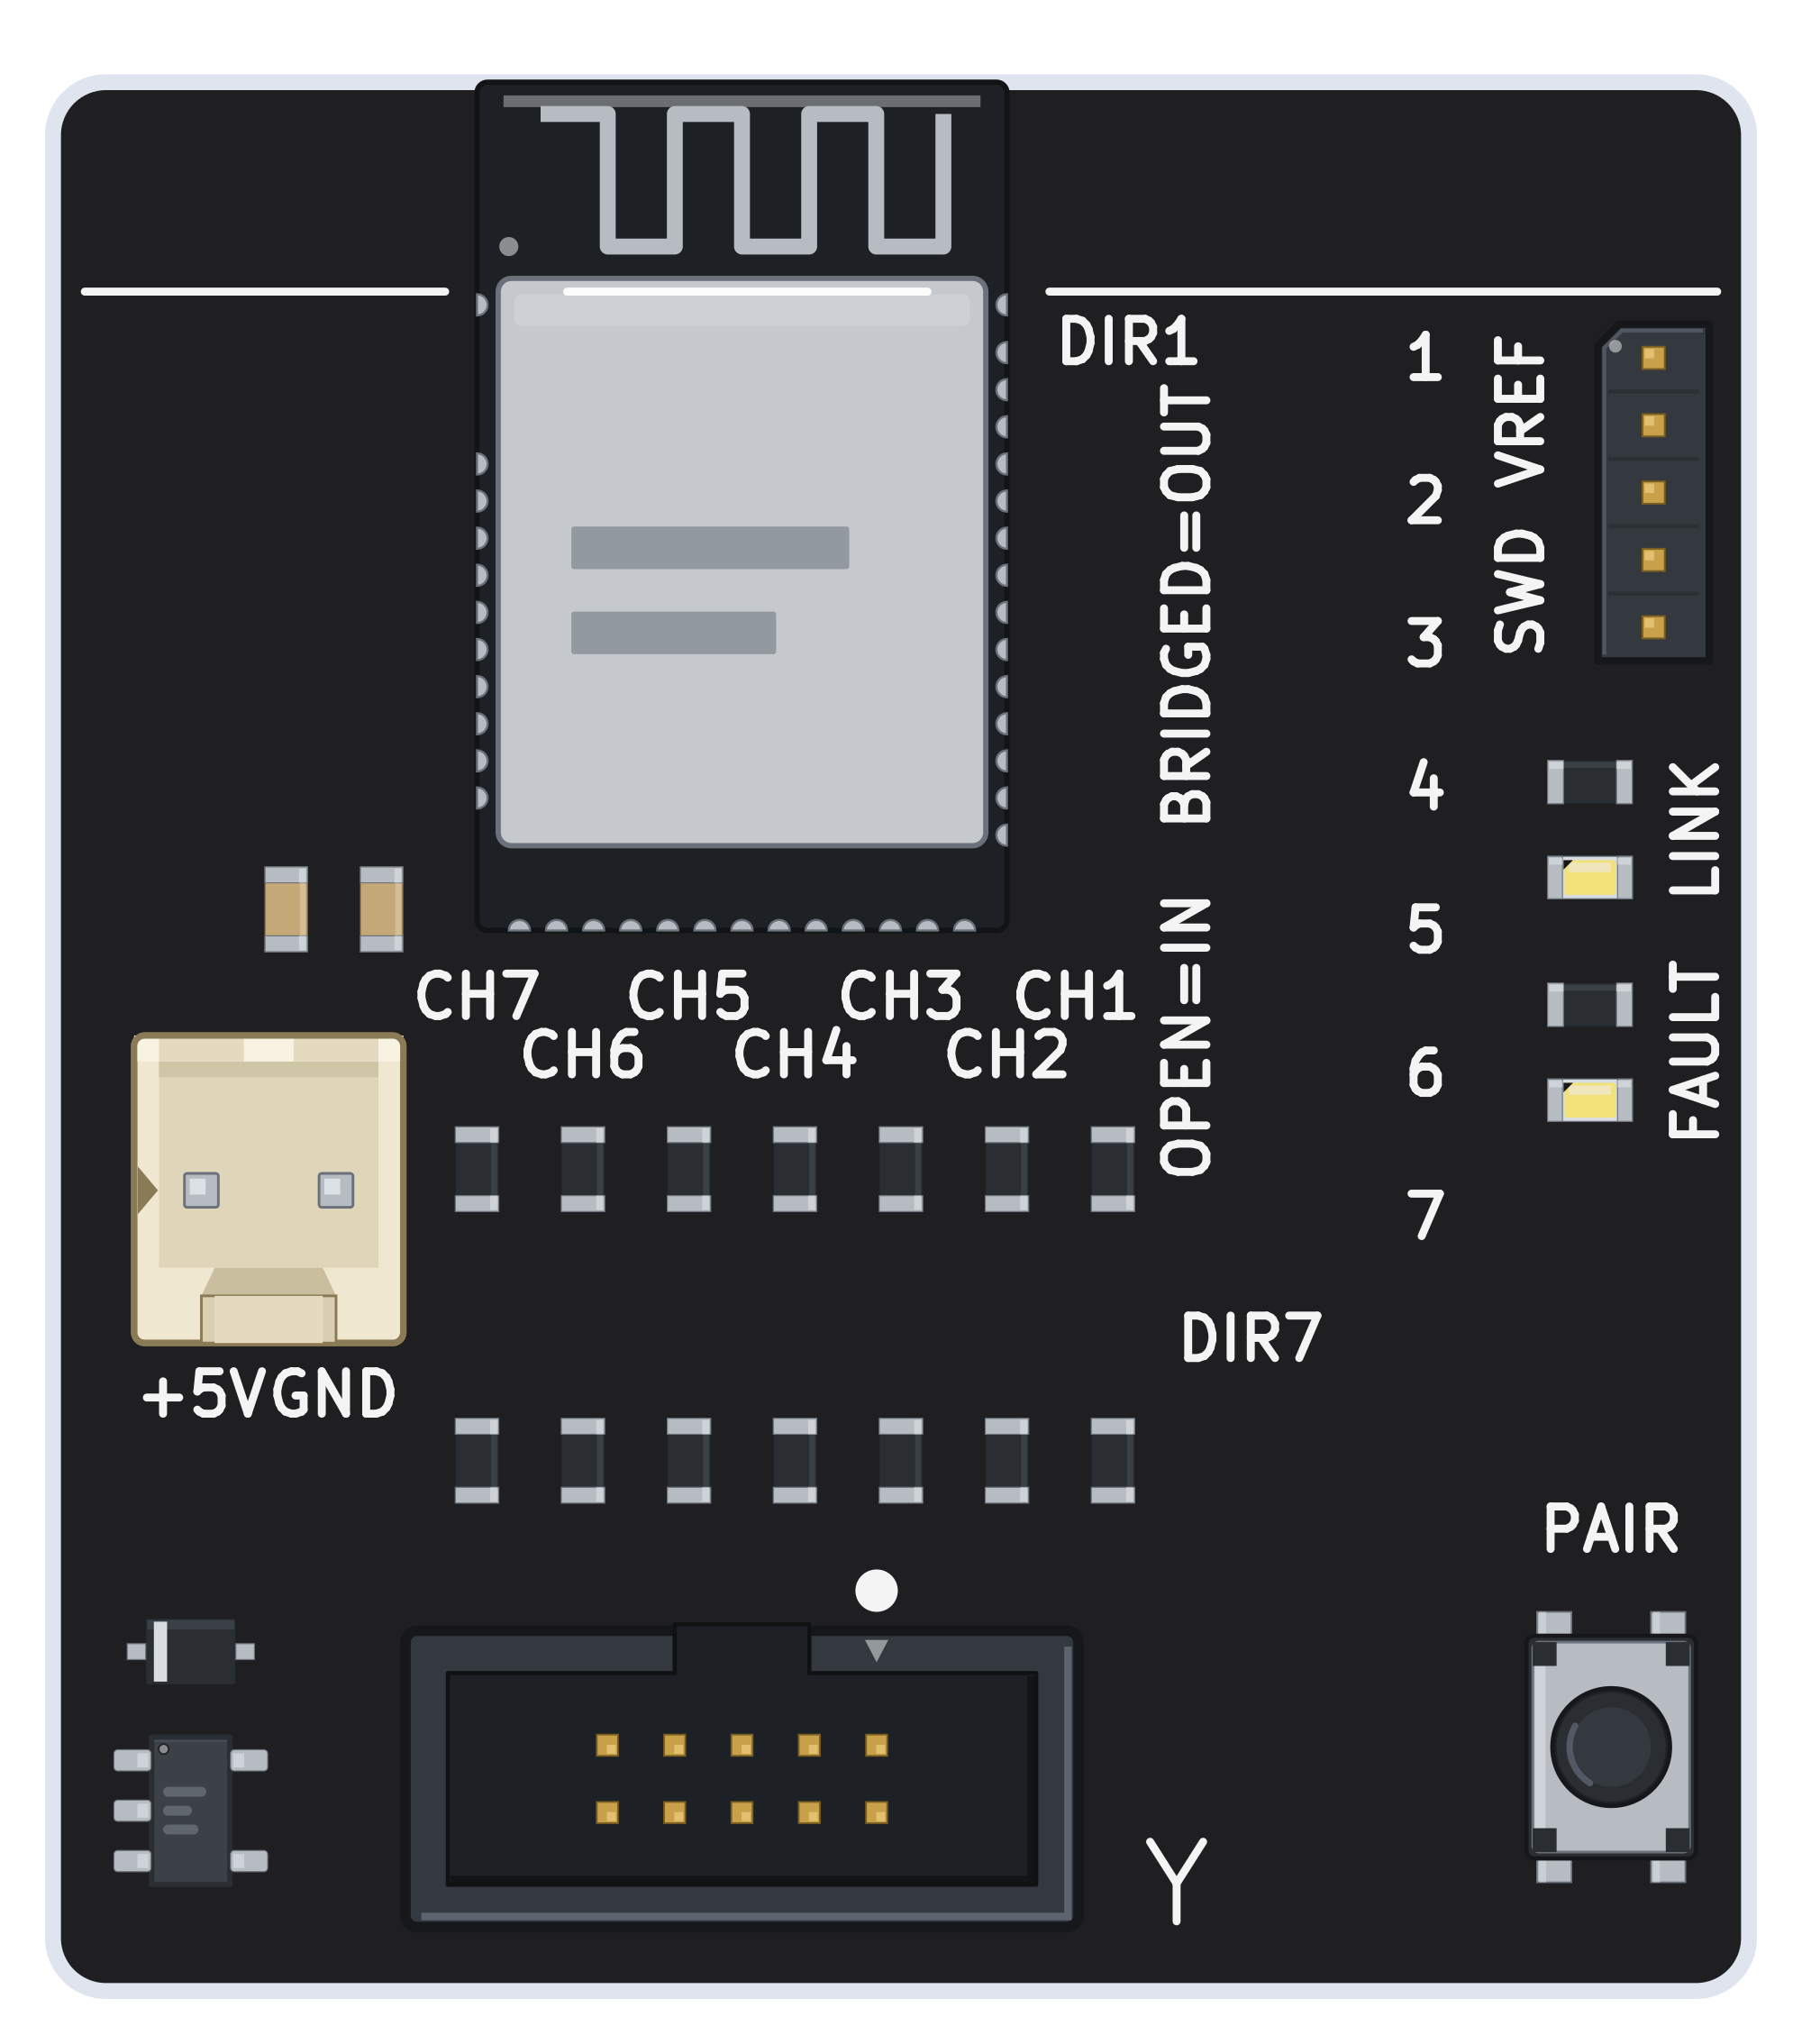 DIR1
1
2
3
4
5
6
7
SWD VREF
OPEN=IN BRIDGED=OUT
LINK
FAULT
CH7 CH5 CH3 CH1
CH6 CH4 CH2
DIR7
+5VGND
PAIR
Y